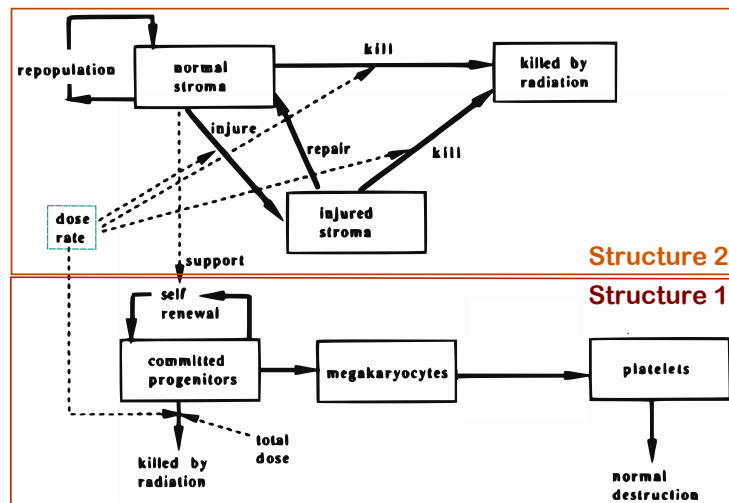 kill
repopulation
normal
stroma
killed by
radiation
injure
repair
kill
dose
rate
injured
stroma
support
Structure 2
Structure 1
self
renewal
committed
progenitors
megakaryocytes
platelets
total
dose
killed by
radiation
normal
destruction